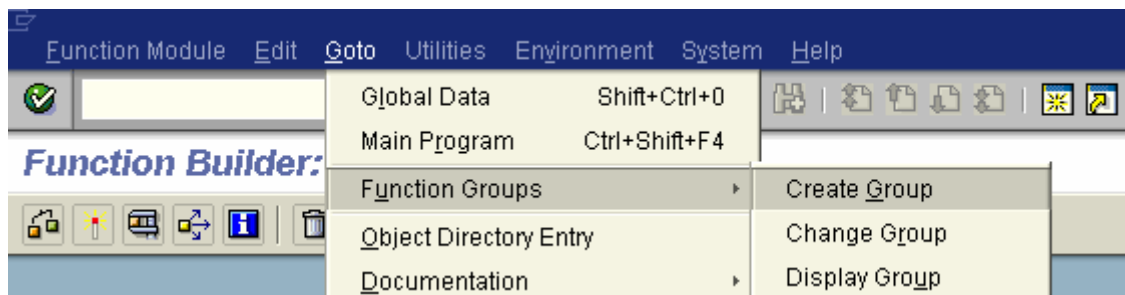 Function Module Edit Goto Utilities Environment System Help
Global Data Shift+Ctrl+0
Main Program Ctrl+Shift+F4
Function Builder:
Function Groups Create Group
Object Directory Entry Change Group
Documentation Display Group